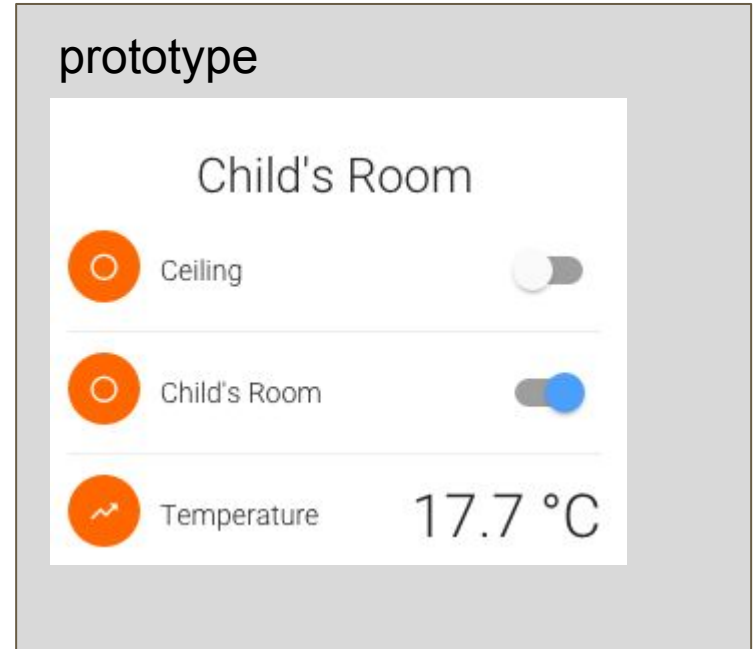 prototype
Child's Room
Ceiling
Child's Room
Temperature 17.7 °C